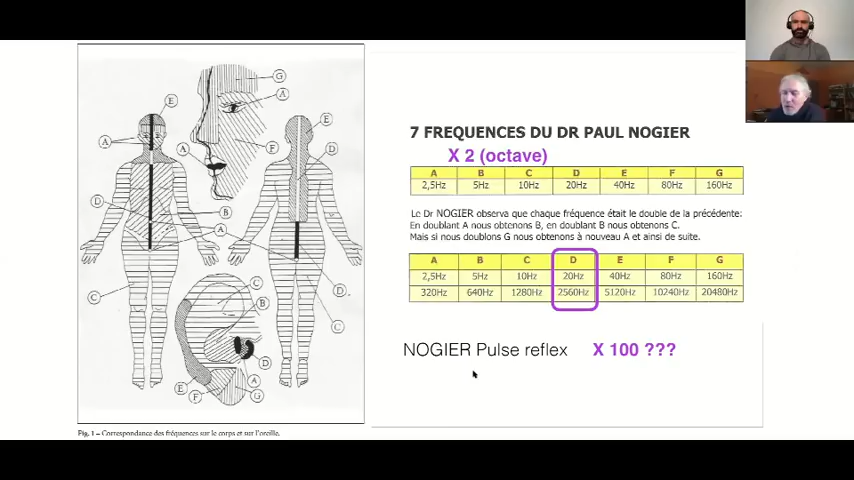 7 FREQUENCES DU DR PAUL NOGIER
X 2 (octave)
A B C D E F G
2,5Hz 5Hz 10Hz 20Hz 40Hz 80Hz 160Hz
Le Dr NOGIER observa que chaque fréquence était le double de la précédente:
En doublant A nous obtenons B, en doublant B nous obtenons C.
Mais si nous doublons G nous obtenons à nouveau A et ainsi de suite.
A B C D E F G
2,5Hz 5Hz 10Hz 20Hz 40Hz 80Hz 160Hz
320Hz 640Hz 1280Hz 2560Hz 5120Hz 10240Hz 20480Hz
NOGIER Pulse reflex X 100 ???
E
A
D
C
G
A
F
A
B
A
E
D
D
C
C
B
D
A
E
F
G
Fig. 1 – Correspondance des fréquences sur le corps et sur l'oreille.